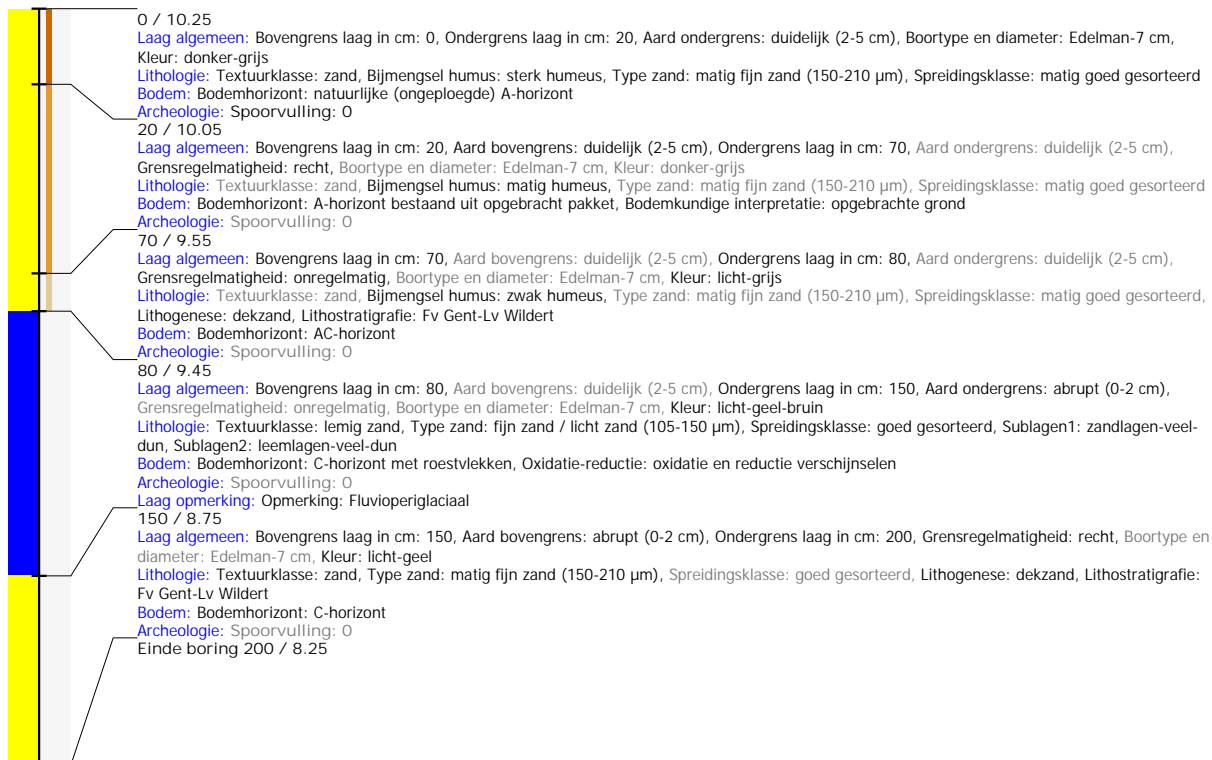 0 / 10.25
Laag algemeen: Bovengrens laag in cm: 0, Ondergrens laag in cm: 20, Aard ondergrens: duidelijk (2-5 cm), Boortype en diameter: Edelman-7 cm,
Kleur: donker-grijs
Lithologie: Textuurklasse: zand, Bijmengsel humus: sterk humeus, Type zand: matig fijn zand (150-210 µm), Spreidingsklasse: matig goed gesorteerd
Bodem: Bodemhorizont: natuurlijke (ongeploegde) A-horizont
Archeologie: Spoorvulling: 0
20 / 10.05
Laag algemeen: Bovengrens laag in cm: 20, Aard bovengrens: duidelijk (2-5 cm), Ondergrens laag in cm: 70, Aard ondergrens: duidelijk (2-5 cm),
Grensregelmatigheid: recht, Boortype en diameter: Edelman-7 cm, Kleur: donker-grijs
Lithologie: Textuurklasse: zand, Bijmengsel humus: matig humeus, Type zand: matig fijn zand (150-210 µm), Spreidingsklasse: matig goed gesorteerd
Bodem: Bodemhorizont: A-horizont bestaand uit opgebracht pakket, Bodemkundige interpretatie: opgebrachte grond
Archeologie: Spoorvulling: 0
70 / 9.55
Laag algemeen: Bovengrens laag in cm: 70, Aard bovengrens: duidelijk (2-5 cm), Ondergrens laag in cm: 80, Aard ondergrens: duidelijk (2-5 cm),
Grensregelmatigheid: onregelmatig, Boortype en diameter: Edelman-7 cm, Kleur: licht-grijs
Lithologie: Textuurklasse: zand, Bijmengsel humus: zwak humeus, Type zand: matig fijn zand (150-210 µm), Spreidingsklasse: matig goed gesorteerd,
Lithogenese: dekzand, Lithostratigrafie: Fv Gent-Lv Wildert
Bodem: Bodemhorizont: AC-horizont
Archeologie: Spoorvulling: 0
80 / 9.45
Laag algemeen: Bovengrens laag in cm: 80, Aard bovengrens: duidelijk (2-5 cm), Ondergrens laag in cm: 150, Aard ondergrens: abrupt (0-2 cm),
Grensregelmatigheid: onregelmatig, Boortype en diameter: Edelman-7 cm, Kleur: licht-geel-bruin
Lithologie: Textuurklasse: lemig zand, Type zand: fijn zand / licht zand (105-150 µm), Spreidingsklasse: goed gesorteerd, Sublagen1: zandlagen-veel-
dun, Sublagen2: leemlagen-veel-dun
Bodem: Bodemhorizont: C-horizont met roestvlekken, Oxidatie-reductie: oxidatie en reductie verschijnselen
Archeologie: Spoorvulling: 0
Laag opmerking: Opmerking: Fluvioperiglaciaal
150 / 8.75
Laag algemeen: Bovengrens laag in cm: 150, Aard bovengrens: abrupt (0-2 cm), Ondergrens laag in cm: 200, Grensregelmatigheid: recht, Boortype en
diameter: Edelman-7 cm, Kleur: licht-geel
Lithologie: Textuurklasse: zand, Type zand: matig fijn zand (150-210 µm), Spreidingsklasse: goed gesorteerd, Lithogenese: dekzand, Lithostratigrafie:
Fv Gent-Lv Wildert
Bodem: Bodemhorizont: C-horizont
Archeologie: Spoorvulling: 0
Einde boring 200 / 8.25